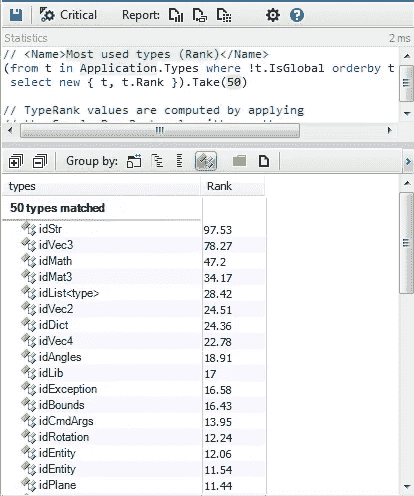 Critical Report:
Statistics 2 ms
// <Name>Most used types (Rank)</Name>
(from t in Application.Types where !t.IsGlobal orderby t
select new { t, t.Rank }).Take(50)
// TypeRank values are computed by applying
Group by:
types Rank
50 types matched
idStr 97.53
idVec3 78.27
idMath 47.2
idMat3 34.17
idList<type> 28.42
idVec2 24.51
idDict 24.36
idVec4 22.78
idAngles 18.91
idLib 17
idException 16.58
idBounds 16.43
idCmdArgs 13.95
idRotation 12.24
idEntity 12.06
idEntity 11.54
idPlane 11.44